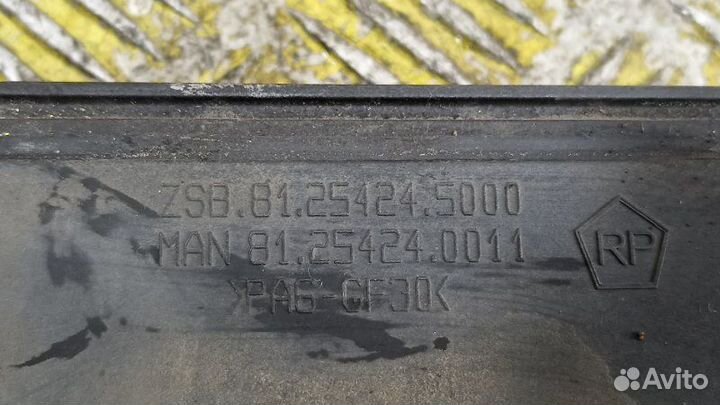 ZSB.81.25424.5000
MAN 81.25424.0011
RP
>PA6-GF30<
Avito